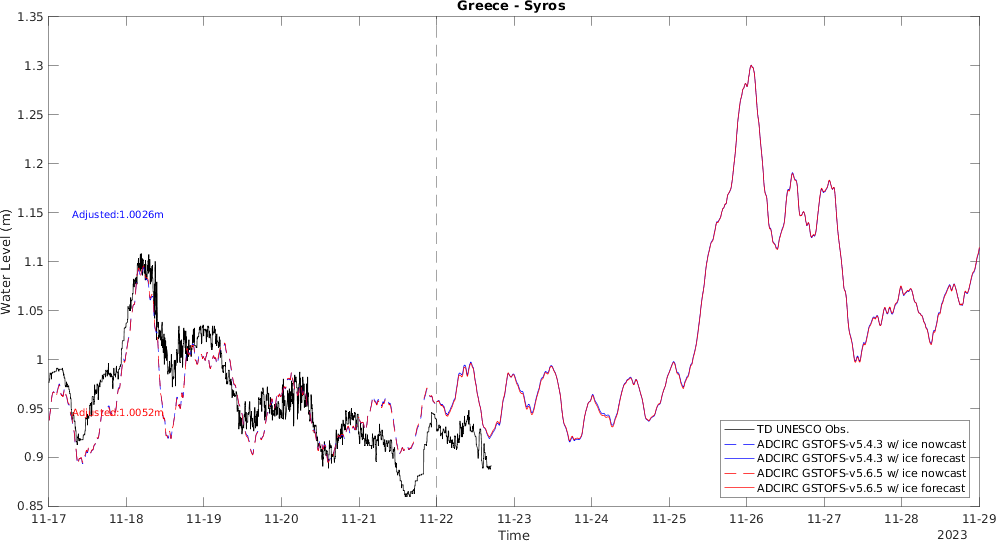 Greece - Syros
Water Level (m)
1.35
1.3
1.25
1.2
1.15
1.1
1.05
1
0.95
0.9
0.85
Adjusted:1.0026m
Adjusted:1.0052m
TD UNESCO Obs.
ADCIRC GSTOFS-v5.4.3 w/ ice nowcast
ADCIRC GSTOFS-v5.4.3 w/ ice forecast
ADCIRC GSTOFS-v5.6.5 w/ ice nowcast
ADCIRC GSTOFS-v5.6.5 w/ ice forecast
11-17 11-18 11-19 11-20 11-21 11-22 11-23 11-24 11-25 11-26 11-27 11-28 11-29
Time
2023